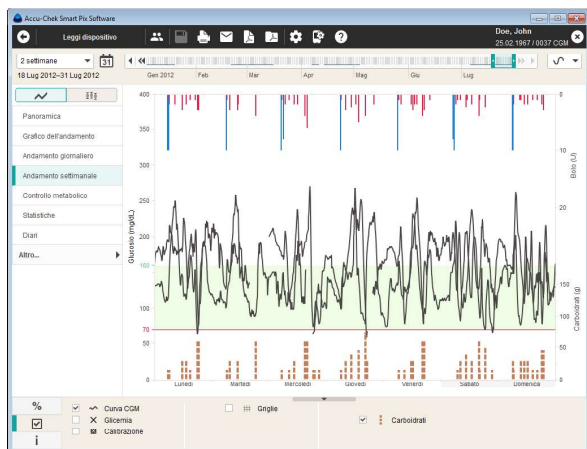 Accu-Chek Smart Pix Software
Leggi dispositivo
Doe, John
25.02.1967 / 0037 CGM
2 settimane
31
18 Lug 2012–31 Lug 2012
Gen 2012 Feb Mar Apr Mag Giu Lug
Panoramica
Grafico dell'andamento
Andamento giornaliero
Andamento settimanale
Controllo metabolico
Statistiche
Diari
Altro...
Glucosio (mg/dL)
400
350
300
250
200
160
100
70
50
0
0
10
Bolo (U)
150
100
50
0
Carboidrati (g)
Lunedì Martedì Mercoledì Giovedì Venerdì Sabato Domenica
%
i
Curva CGM
Glicemia
Calibrazione
Griglie
Carboidrati